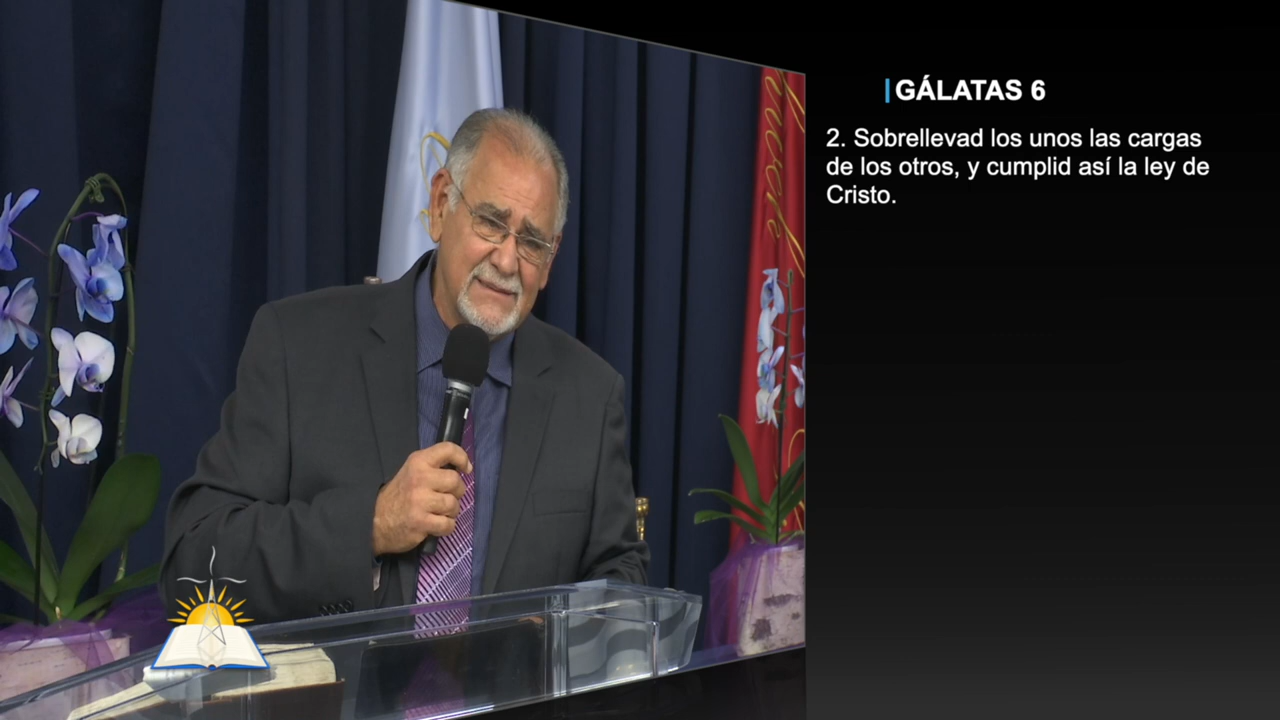 GÁLATAS 6
2. Sobrellevad los unos las cargas
de los otros, y cumplid así la ley de
Cristo.